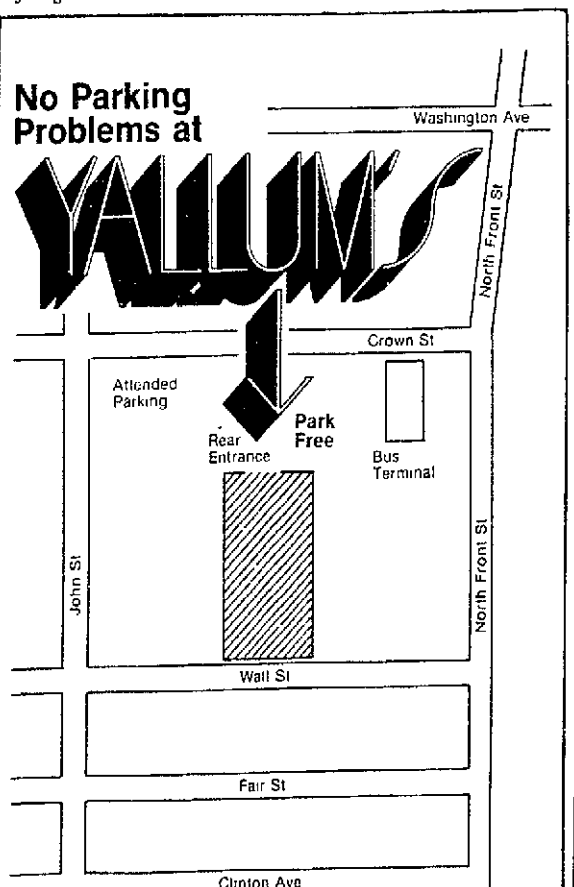 No Parking
Problems at
YALLUM'S
Washington Ave
North Front St
Crown St
Attended
Parking
Park
Free
Rear
Entrance
Bus
Terminal
John St
North Front St
Wall St
Fair St
Clinton Ave